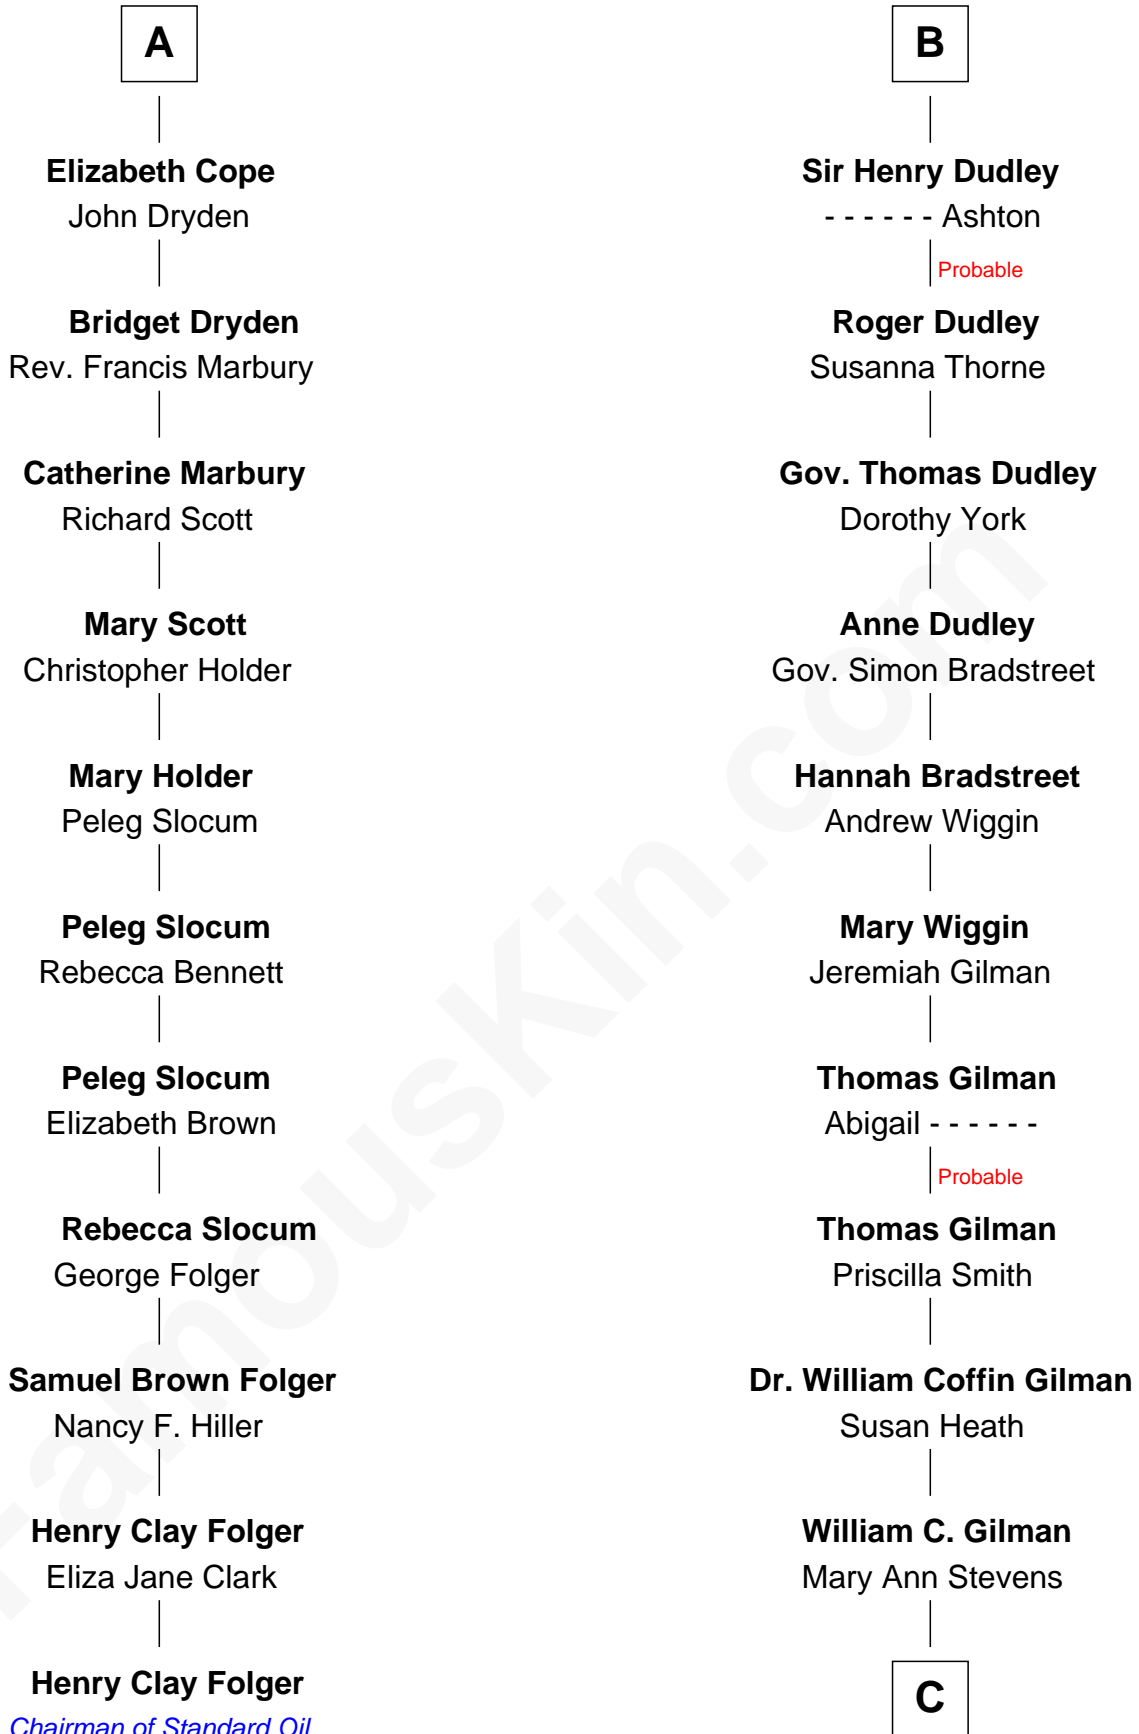 A
Elizabeth Cope
John Dryden
Bridget Dryden
Rev. Francis Marbury
Catherine Marbury
Richard Scott
Mary Scott
Christopher Holder
Mary Holder
Peleg Slocum
Peleg Slocum
Rebecca Bennett
Peleg Slocum
Elizabeth Brown
Rebecca Slocum
George Folger
Samuel Brown Folger
Nancy F. Hiller
Henry Clay Folger
Eliza Jane Clark
Henry Clay Folger
Chairman of Standard Oil
B
Sir Henry Dudley
- - - - - - Ashton
Probable
Roger Dudley
Susanna Thorne
Gov. Thomas Dudley
Dorothy York
Anne Dudley
Gov. Simon Bradstreet
Hannah Bradstreet
Andrew Wiggin
Mary Wiggin
Jeremiah Gilman
Thomas Gilman
Abigail - - - - - -
Probable
Thomas Gilman
Priscilla Smith
Dr. William Coffin Gilman
Susan Heath
William C. Gilman
Mary Ann Stevens
C
FamousKin.com